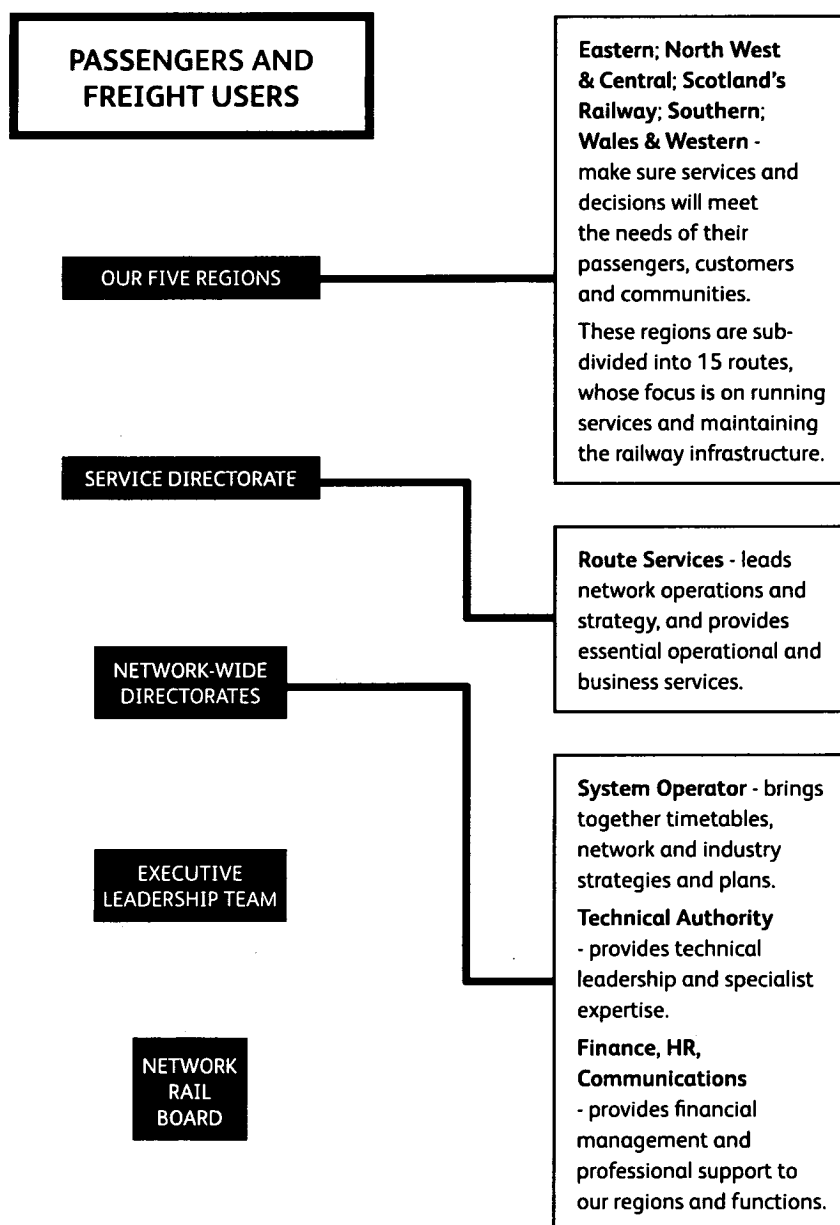 PASSENGERS AND
FREIGHT USERS
OUR FIVE REGIONS
Eastern; North West
& Central; Scotland's
Railway; Southern;
Wales & Western -
make sure services and
decisions will meet
the needs of their
passengers, customers
and communities.
These regions are sub-
divided into 15 routes,
whose focus is on running
services and maintaining
the railway infrastructure.
SERVICE DIRECTORATE
Route Services - leads
network operations and
strategy, and provides
essential operational and
business services.
NETWORK-WIDE
DIRECTORATES
System Operator - brings
together timetables,
network and industry
strategies and plans.
Technical Authority
- provides technical
leadership and specialist
expertise.
Finance, HR,
Communications
- provides financial
management and
professional support to
our regions and functions.
EXECUTIVE
LEADERSHIP TEAM
NETWORK
RAIL
BOARD